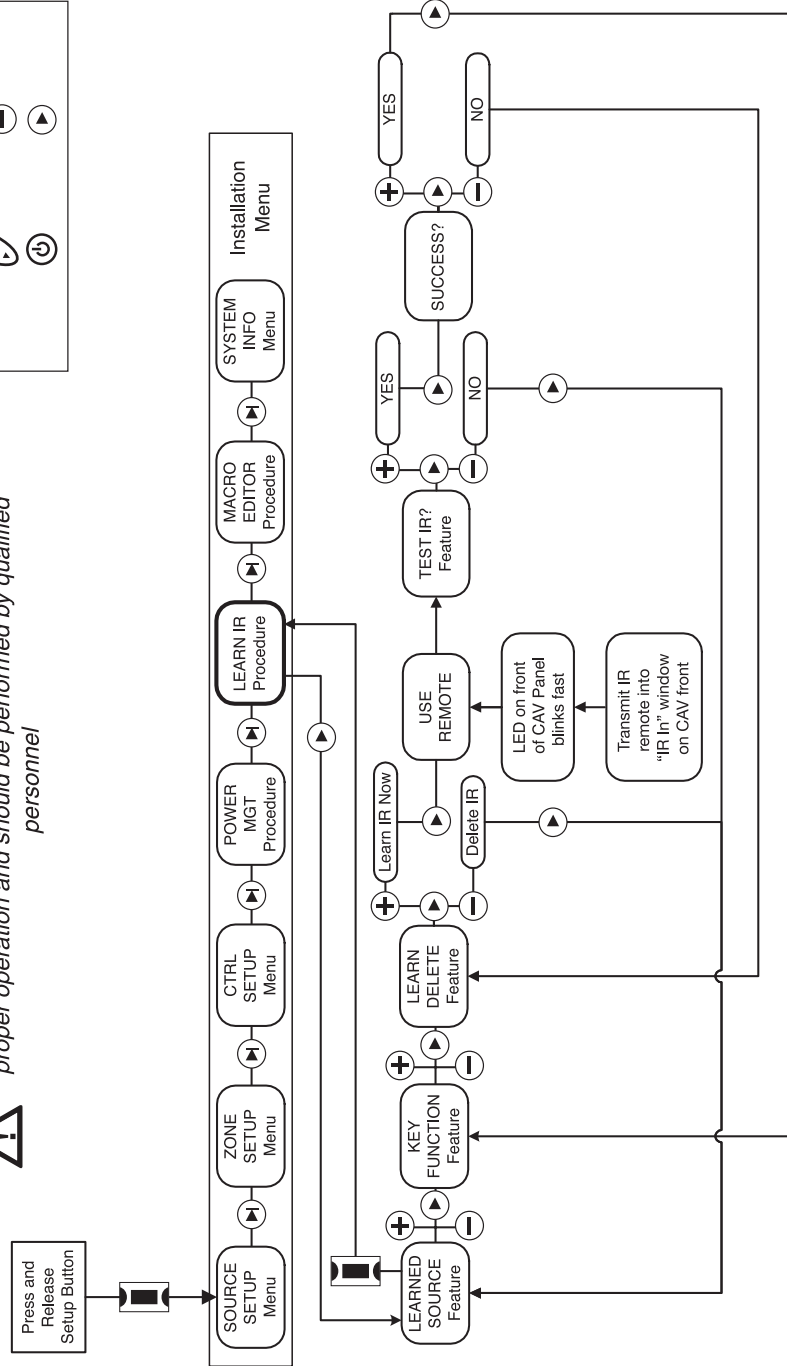 proper operation and should be performed by qualified
personnel
Press and
Release
Setup Button
SOURCE
SETUP
Menu
ZONE
SETUP
Menu
CTRL
SETUP
Menu
POWER
MGT
Procedure
LEARN IR
Procedure
MACRO
EDITOR
Procedure
SYSTEM
INFO
Menu
Installation
Menu
LEARNED
SOURCE
Feature
KEY
FUNCTION
Feature
LEARN
DELETE
Feature
Learn IR Now
Delete IR
USE
REMOTE
LED on front
of CAV Panel
blinks fast
Transmit IR
remote into
“IR In” window
on CAV front
TEST IR?
Feature
YES
NO
SUCCESS?
YES
NO